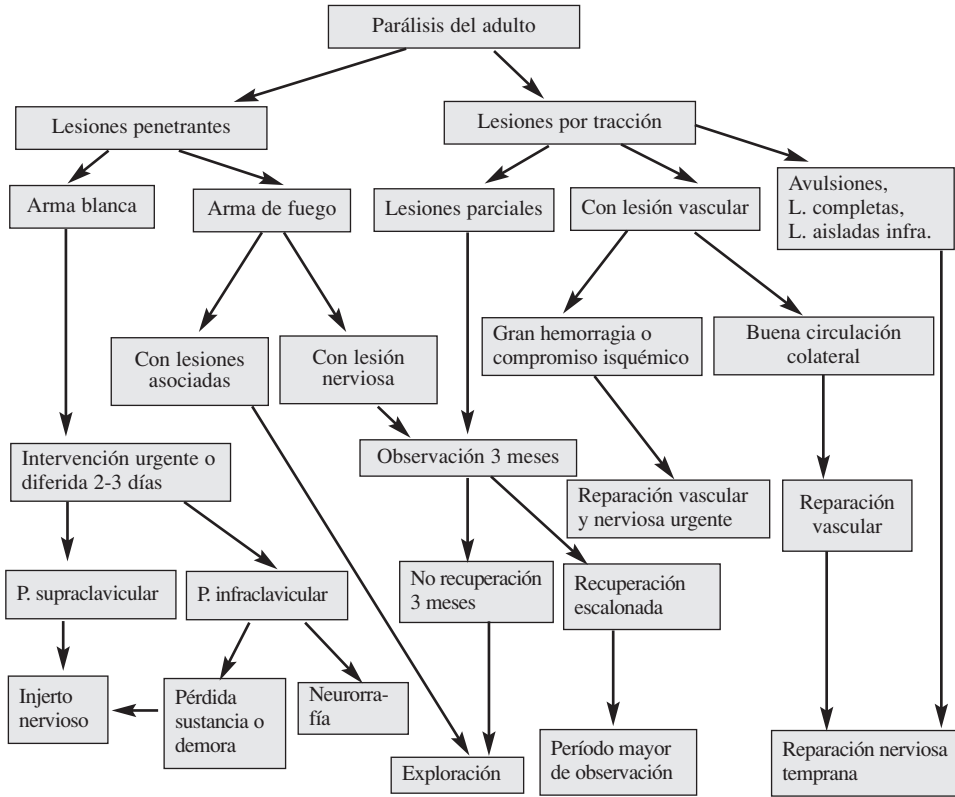 Parálisis del adulto
Lesiones penetrantes
Lesiones por tracción
Arma blanca
Arma de fuego
Lesiones parciales
Con lesión vascular
Avulsiones,
L. completas,
L. aisladas infra.
Con lesiones
asociadas
Con lesión
nerviosa
Gran hemorragia o
compromiso isquémico
Buena circulación
colateral
Intervención urgente o
diferida 2-3 días
Observación 3 meses
Reparación vascular
y nerviosa urgente
Reparación
vascular
P. supraclavicular
P. infraclavicular
No recuperación
3 meses
Recuperación
escalonada
Injerto
nervioso
Pérdida
sustancia o
demora
Neurorra-
fía
Exploración
Período mayor
de observación
Reparación nerviosa
temprana